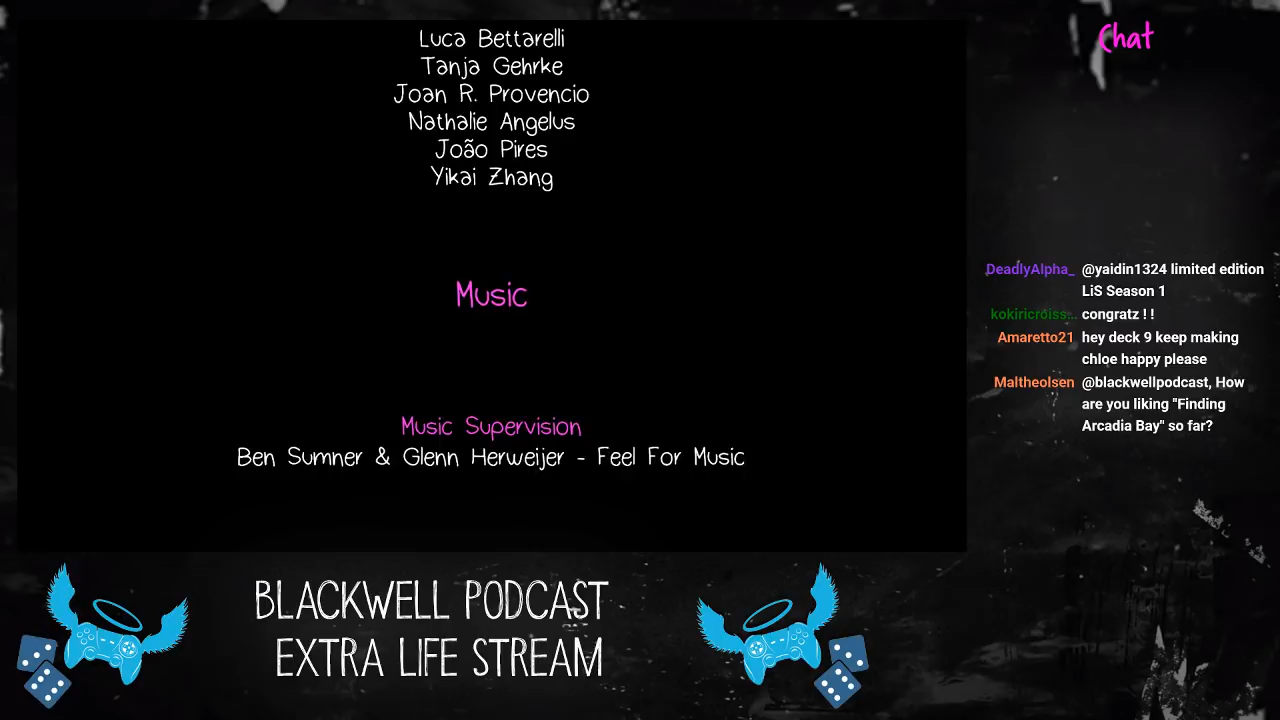 Luca Bettarelli
Tanja Gehrke
Joan R. Provencio
Nathalie Angelus
João Pires
Yikai Zhang
Music
Music Supervision
Ben Sumner & Glenn Herweijer - Feel For Music
BLACKWELL PODCAST
EXTRA LIFE STREAM
Chat
DeadlyAlpha_ @yaidin1324 limited edition
LiS Season 1
kokiricroiss... congratz ! !
Amaretto21 hey deck 9 keep making
chloe happy please
Maltheolsen @blackwellpodcast, How
are you liking "Finding
Arcadia Bay" so far?